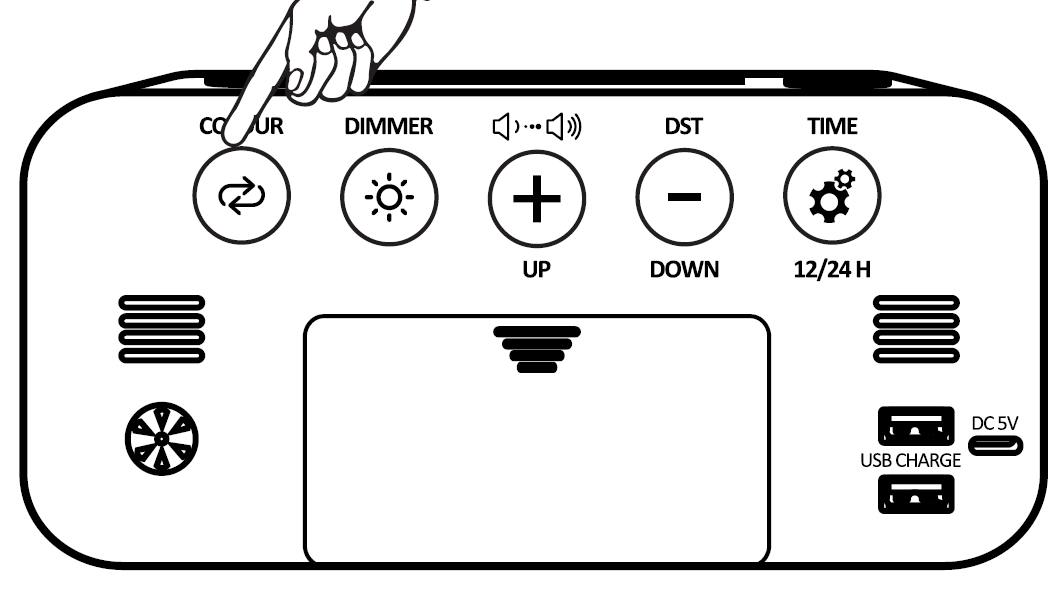 DIMMER
DST
TIME
+
-
UP
DOWN
12/24 H
DC 5V
USB CHARGE